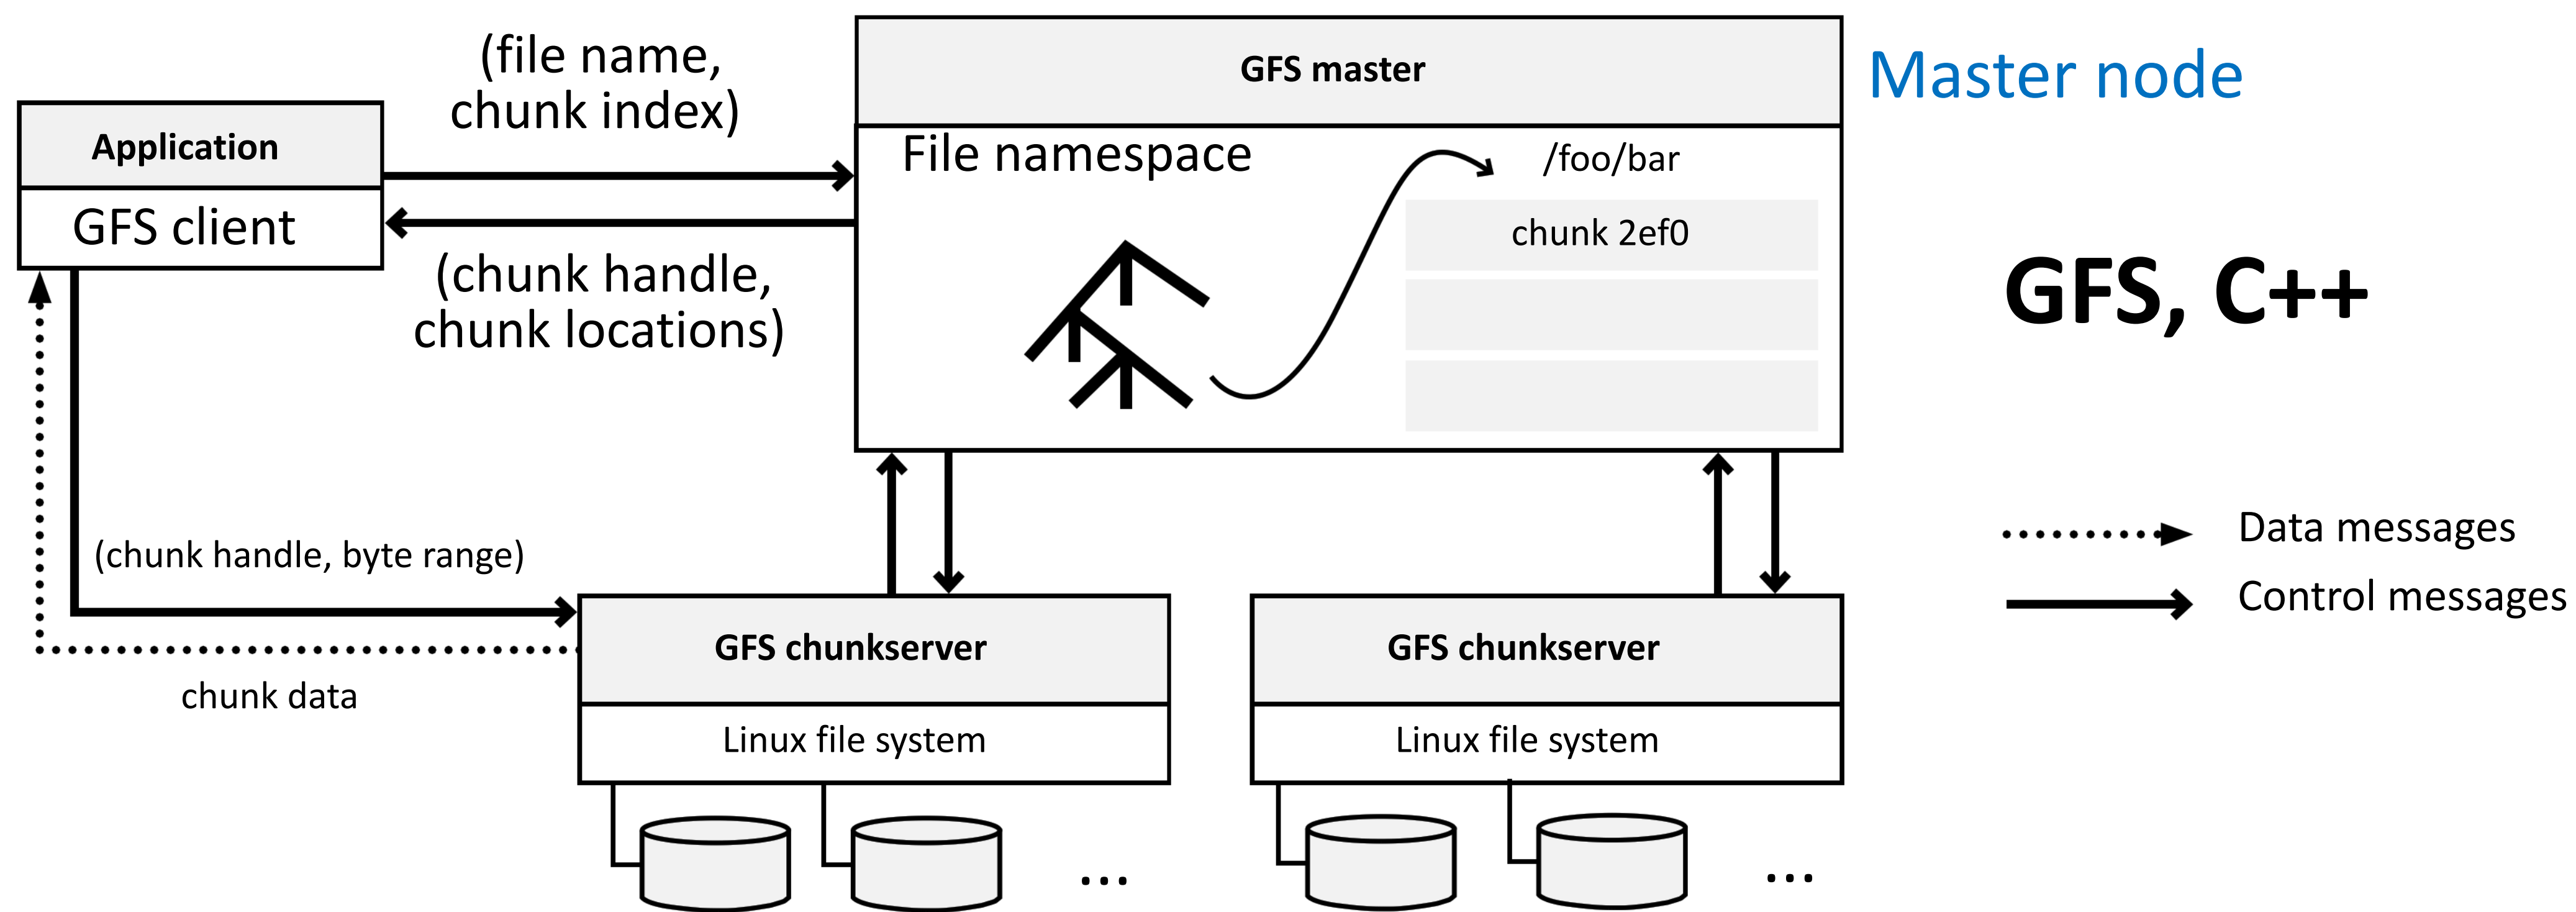 (file name,
chunk index)
GFS master
Master node
Application
GFS client
File namespace
/foo/bar
chunk 2ef0
(chunk handle,
chunk locations)
GFS, C++
(chunk handle, byte range)
Data messages
Control messages
chunk data
GFS chunkserver
GFS chunkserver
Linux file system
Linux file system
...
...